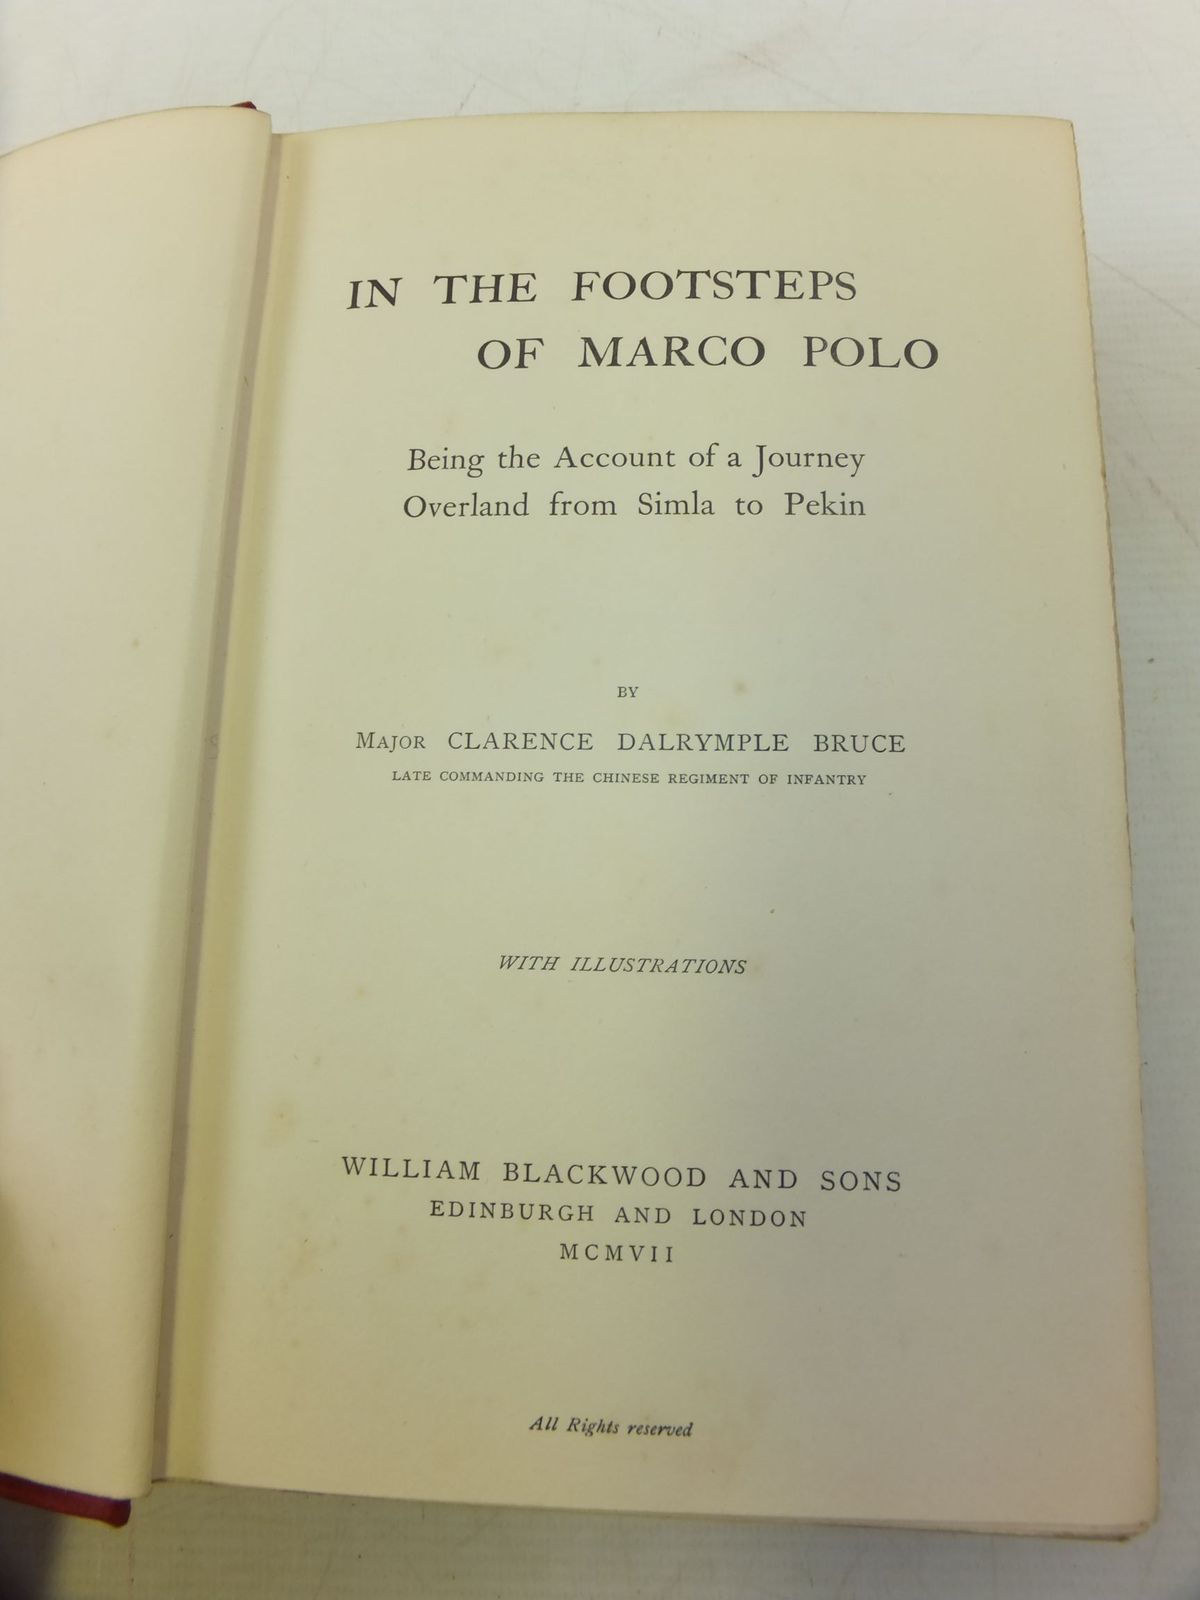 IN THE FOOTSTEPS
OF MARCO POLO
Being the Account of a Journey
Overland from Simla to Pekin
BY
MAJOR CLARENCE DALRYMPLE BRUCE
LATE COMMANDING THE CHINESE REGIMENT OF INFANTRY
WITH ILLUSTRATIONS
WILLIAM BLACKWOOD AND SONS
EDINBURGH AND LONDON
MCMVII
All Rights reserved